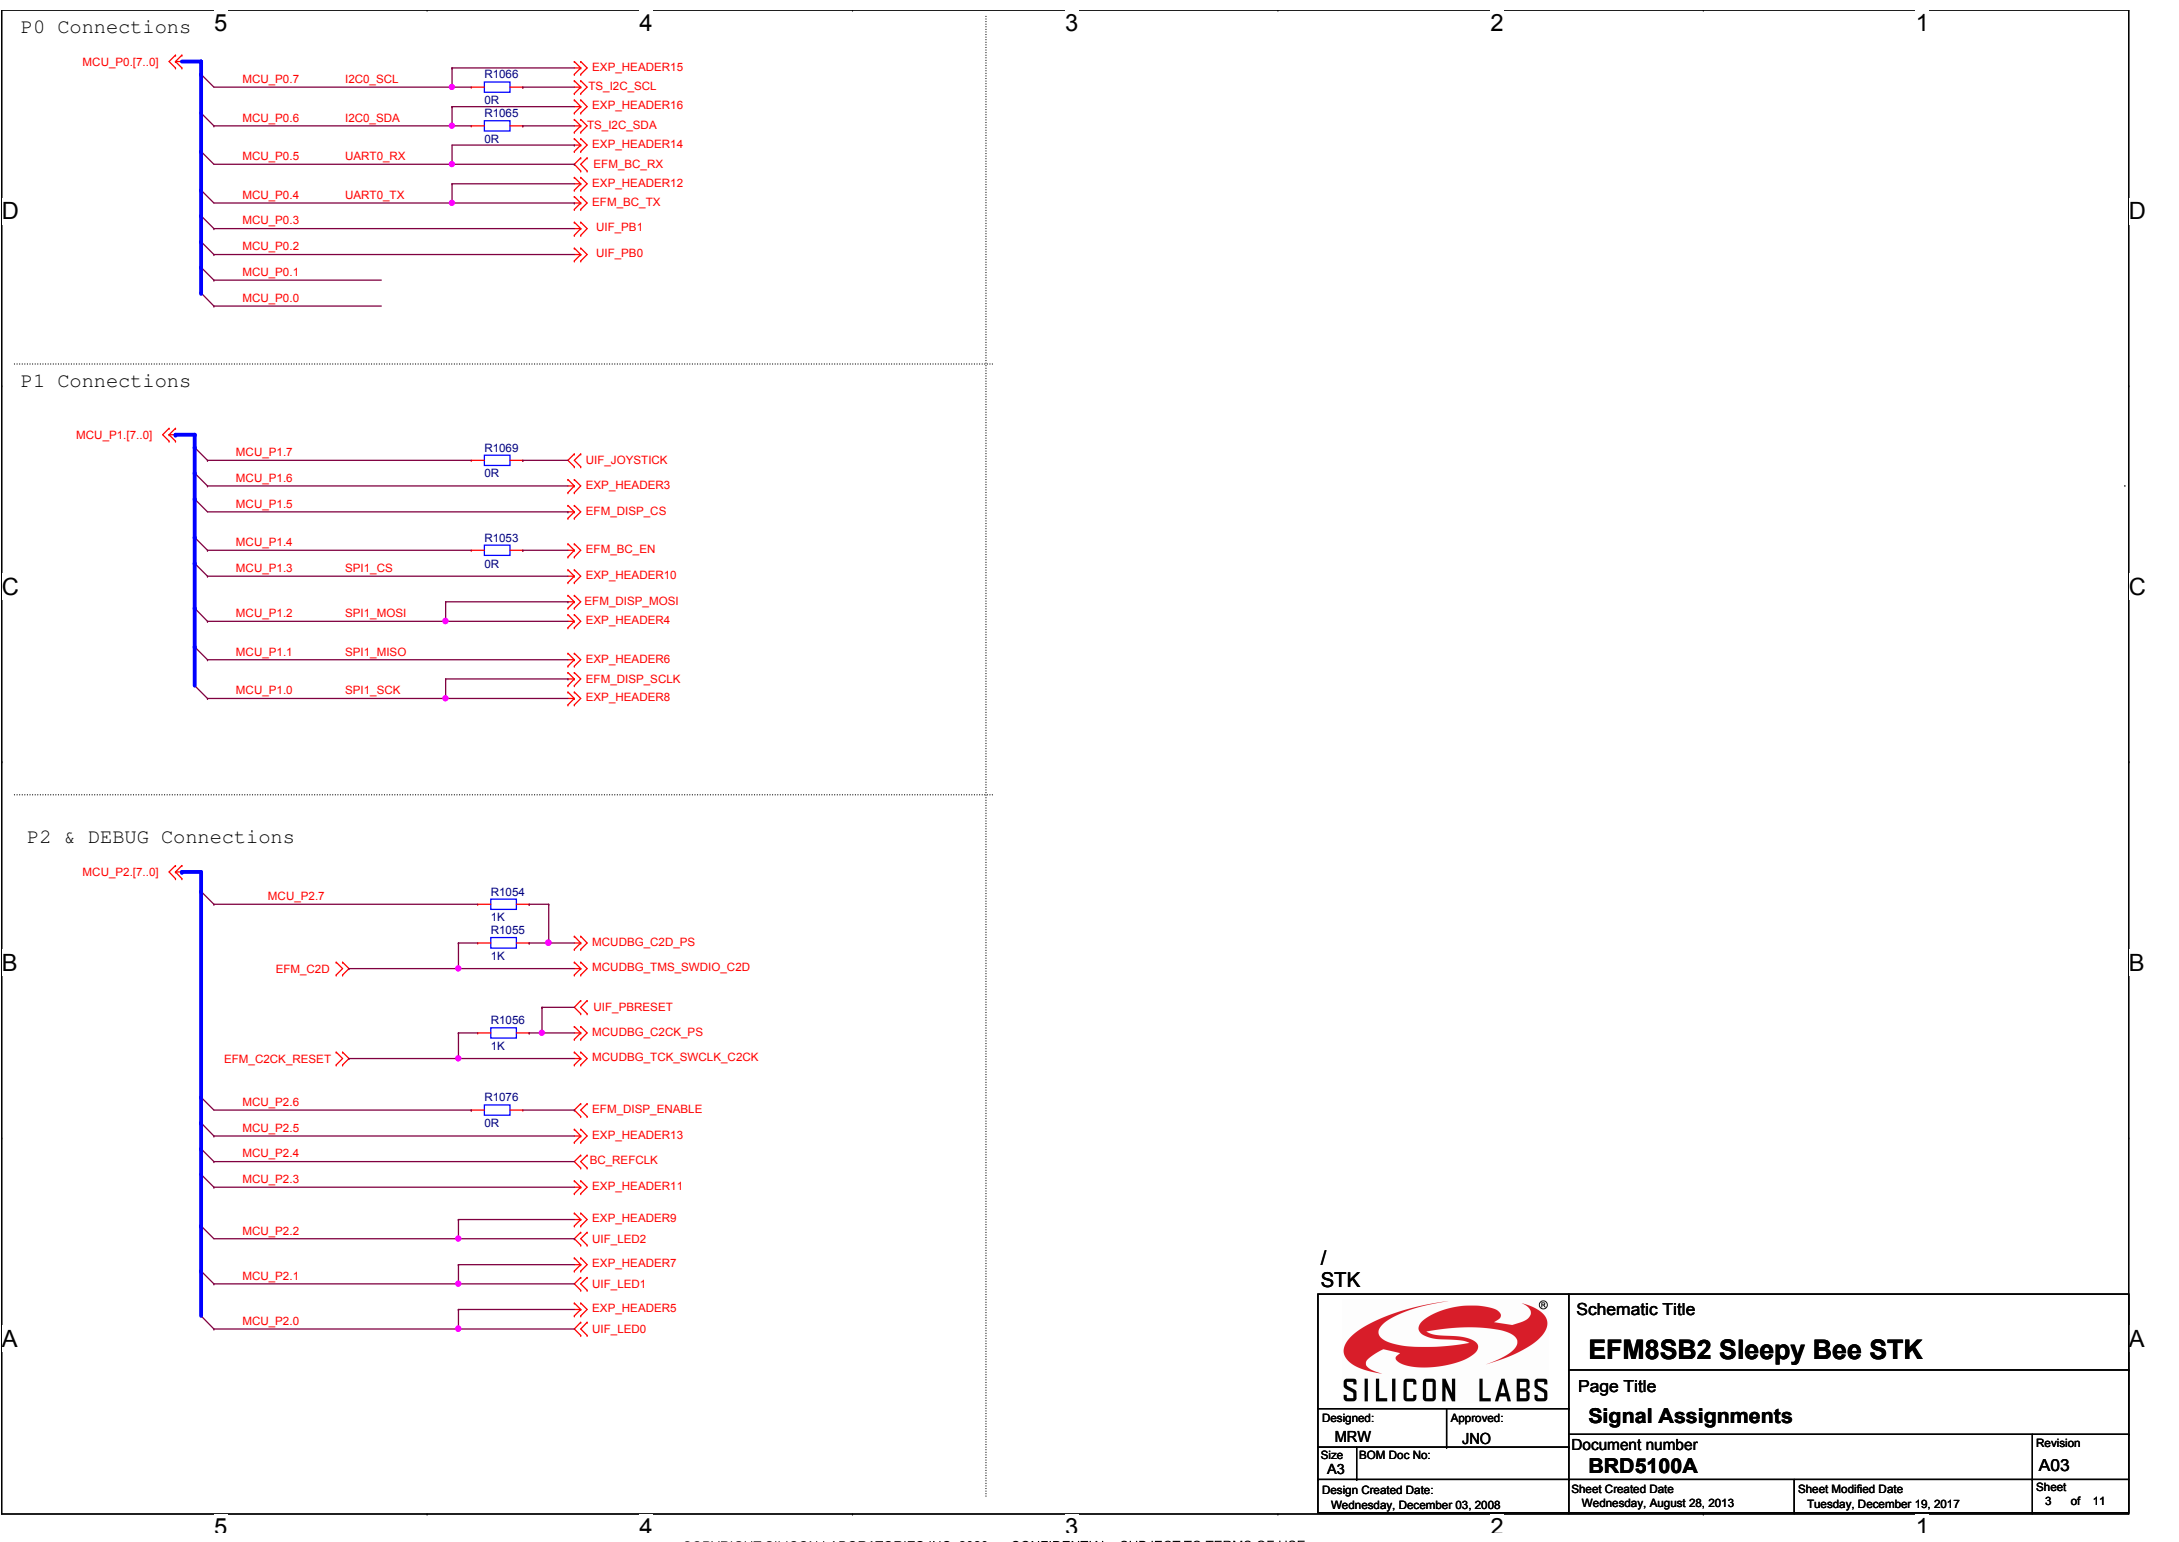 5 4 3 2 1
P0 Connections
MCU_P0.[7..0]
EXP_HEADER15
MCU_P0.7 I2C0_SCL R1066 0R TS_I2C_SCL
EXP_HEADER16
MCU_P0.6 I2C0_SDA R1065 0R TS_I2C_SDA
EXP_HEADER14
MCU_P0.5 UART0_RX EFM_BC_RX
EXP_HEADER12
MCU_P0.4 UART0_TX EFM_BC_TX
D D
MCU_P0.3 UIF_PB1
MCU_P0.2 UIF_PB0
MCU_P0.1
MCU_P0.0
P1 Connections
MCU_P1.[7..0]
MCU_P1.7 R1069 0R UIF_JOYSTICK
MCU_P1.6 EXP_HEADER3
MCU_P1.5 EFM_DISP_CS
MCU_P1.4 R1053 0R EFM_BC_EN
MCU_P1.3 SPI1_CS EXP_HEADER10
C C
EFM_DISP_MOSI
MCU_P1.2 SPI1_MOSI EXP_HEADER4
MCU_P1.1 SPI1_MISO EXP_HEADER6
EFM_DISP_SCLK
MCU_P1.0 SPI1_SCK EXP_HEADER8
P2 & DEBUG Connections
MCU_P2.[7..0]
MCU_P2.7 R1054 1K
R1055 1K MCUDBG_C2D_PS
B B
EFM_C2D MCUDBG_TMS_SWDIO_C2D
UIF_PBRESET
R1056 1K MCUDBG_C2CK_PS
EFM_C2CK_RESET MCUDBG_TCK_SWCLK_C2CK
MCU_P2.6 R1076 0R EFM_DISP_ENABLE
MCU_P2.5 EXP_HEADER13
MCU_P2.4 BC_REFCLK
MCU_P2.3 EXP_HEADER11
EXP_HEADER9
MCU_P2.2 UIF_LED2
EXP_HEADER7
MCU_P2.1 UIF_LED1
EXP_HEADER5
MCU_P2.0 UIF_LED0
A A
/
STK
®
SILICON LABS
Schematic Title
EFM8SB2 Sleepy Bee STK
Page Title
Signal Assignments
Designed: MRW
Approved: JNO
Size A3
BOM Doc No:
Document number
BRD5100A
Revision
A03
Design Created Date:
Wednesday, December 03, 2008
Sheet Created Date
Wednesday, August 28, 2013
Sheet Modified Date
Tuesday, December 19, 2017
Sheet
3 of 11
5 4 3 2 1